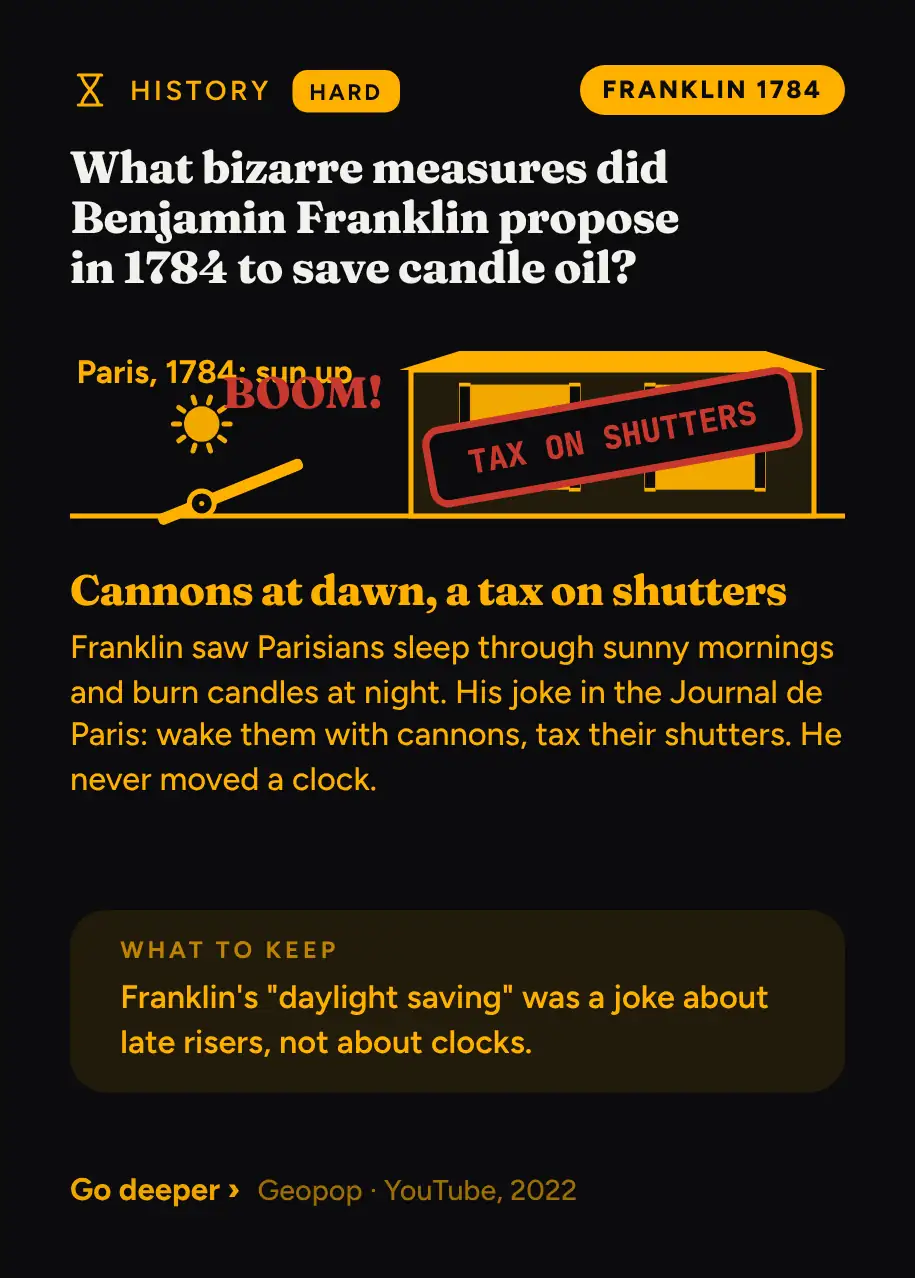 HISTORY HARD FRANKLIN 1784
What bizarre measures did
Benjamin Franklin propose
in 1784 to save candle oil?
Paris, 1784: sun up
BOOM!
TAX ON SHUTTERS
Cannons at dawn, a tax on shutters
Franklin saw Parisians sleep through sunny mornings
and burn candles at night. His joke in the Journal de
Paris: wake them with cannons, tax their shutters. He
never moved a clock.
WHAT TO KEEP
Franklin's "daylight saving" was a joke about
late risers, not about clocks.
Go deeper › Geopop · YouTube, 2022